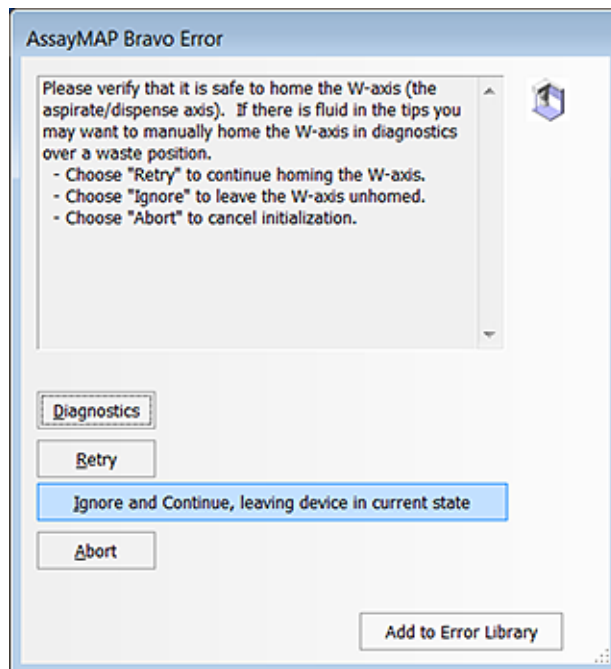 AssayMAP Bravo Error
Please verify that it is safe to home the W-axis (the
aspirate/dispense axis).  If there is fluid in the tips you
may want to manually home the W-axis in diagnostics
over a waste position.
- Choose "Retry" to continue homing the W-axis.
- Choose "Ignore" to leave the W-axis unhomed.
- Choose "Abort" to cancel initialization.
Diagnostics
Retry
Ignore and Continue, leaving device in current state
Abort
Add to Error Library